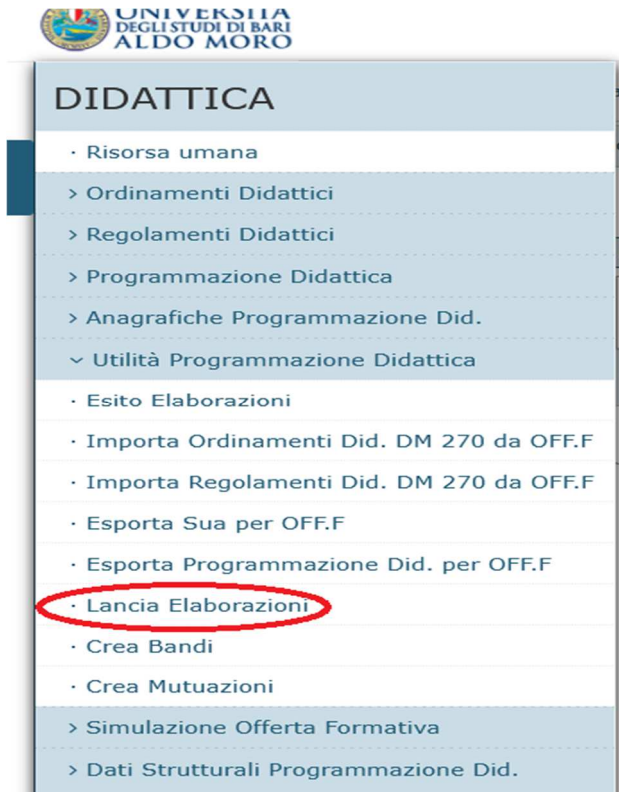 UNIVERSITÀ
DEGLI STUDI DI BARI
ALDO MORO
DIDATTICA
· Risorsa umana
> Ordinamenti Didattici
> Regolamenti Didattici
> Programmazione Didattica
> Anagrafiche Programmazione Did.
˅ Utilità Programmazione Didattica
· Esito Elaborazioni
· Importa Ordinamenti Did. DM 270 da OFF.F
· Importa Regolamenti Did. DM 270 da OFF.F
· Esporta Sua per OFF.F
· Esporta Programmazione Did. per OFF.F
· Lancia Elaborazioni
· Crea Bandi
· Crea Mutuazioni
> Simulazione Offerta Formativa
> Dati Strutturali Programmazione Did.